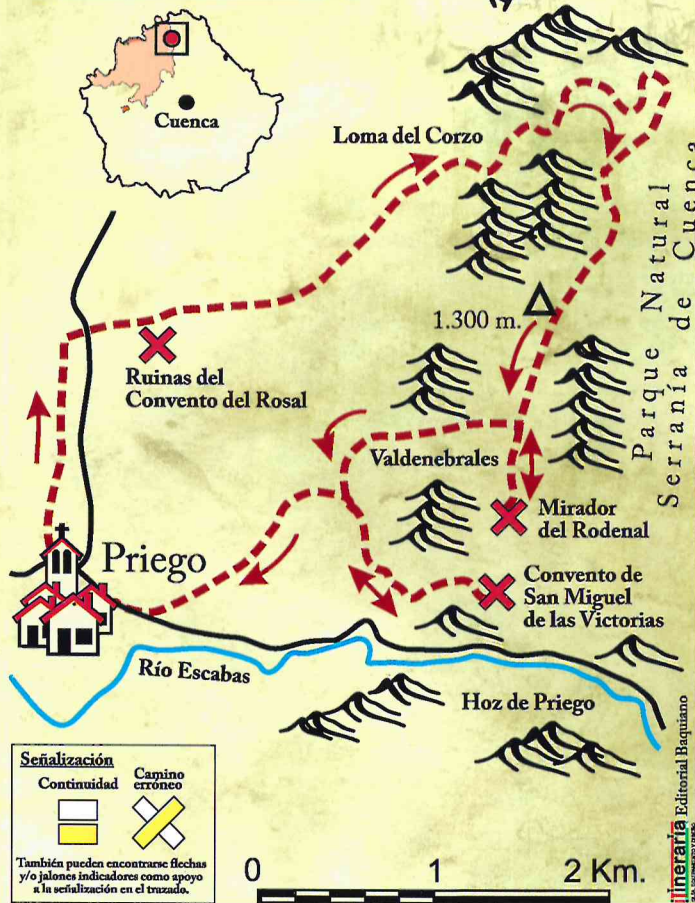 Cuenca
Loma del Corzo
Parque Natural
Serranía de Cuenca
1.300 m.
Ruinas del
Convento del Rosal
Valdenebrales
Mirador
del Rodenal
Priego
Convento de
San Miguel
de las Victorias
Río Escabas
Hoz de Priego
Señalización
Continuidad
Camino
erróneo
También pueden encontrarse flechas
y/o jalones indicadores como apoyo
a la señalización en el trazado.
0 1 2 Km.
itineraria Editorial Baquiano